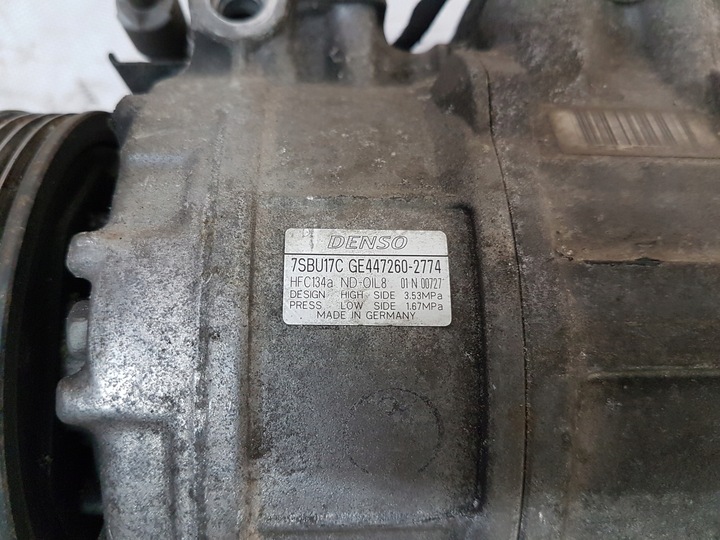 DENSO
7SBU17C GE447260-2774
HFC134a ND-OIL8 01 N 00727
DESIGN HIGH SIDE 3.53MPa
PRESS LOW SIDE 1.67MPa
MADE IN GERMANY